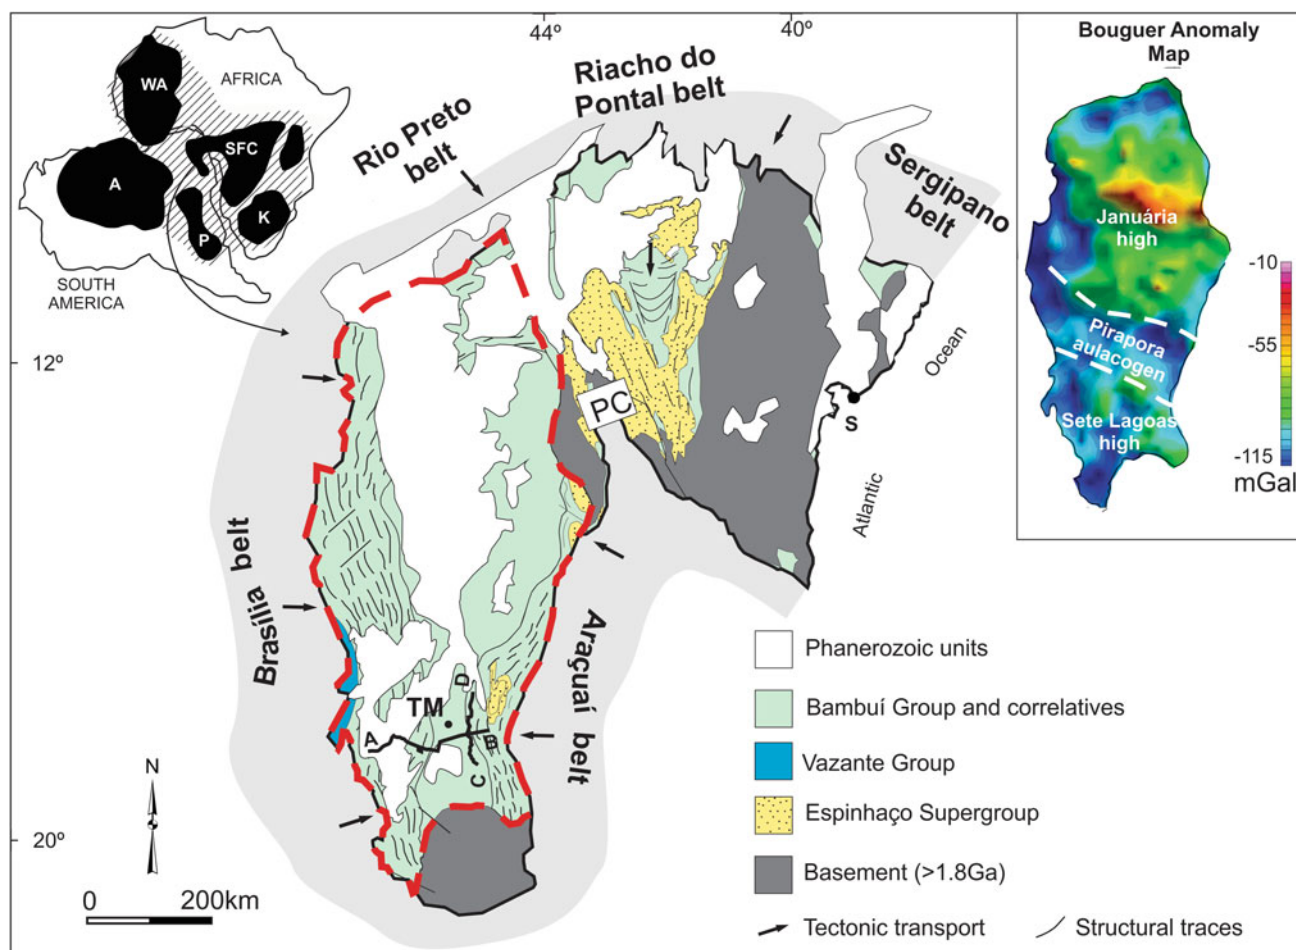 44º
40º
WA
AFRICA
SFC
A
K
P
SOUTH
AMERICA
Rio Preto
belt
Riacho do
Pontal belt
Sergipano
belt
12º
PC
S
Ocean
Atlantic
Brasília belt
Araçuaí belt
TM
A
B
C
D
20º
N
0
200km
Bouguer Anomaly
Map
Januária
high
Pirapora
aulacogen
Sete Lagoas
high
-10
-55
-115
mGal
Phanerozoic units
Bambuí Group and correlatives
Vazante Group
Espinhaço Supergroup
Basement (>1.8Ga)
Tectonic transport
Structural traces